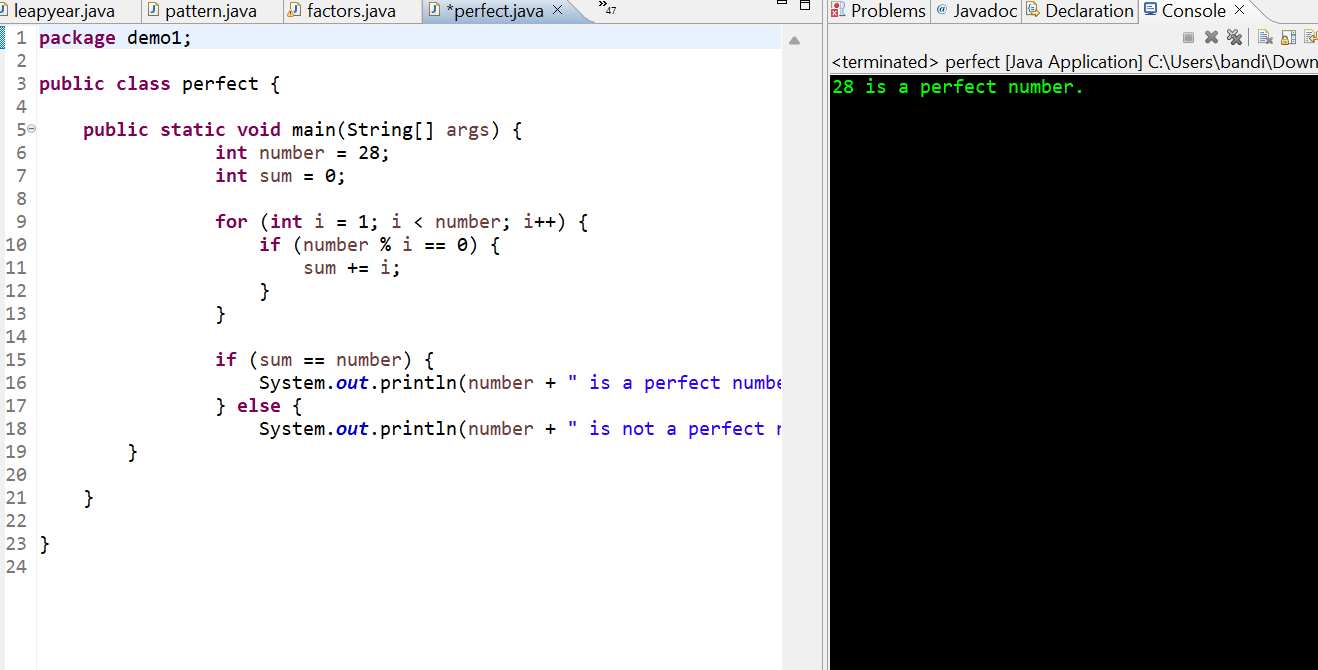 leapyear.java pattern.java factors.java *perfect.java 47
1 package demo1;
2
3 public class perfect {
4
5 public static void main(String[] args) {
6 int number = 28;
7 int sum = 0;
8
9 for (int i = 1; i < number; i++) {
10 if (number % i == 0) {
11 sum += i;
12 }
13 }
14
15 if (sum == number) {
16 System.out.println(number + " is a perfect numbe
17 } else {
18 System.out.println(number + " is not a perfect
19 }
20
21 }
22
23 }
24
Problems @ Javadoc Declaration Console
<terminated> perfect [Java Application] C:\Users\bandi\Down
28 is a perfect number.